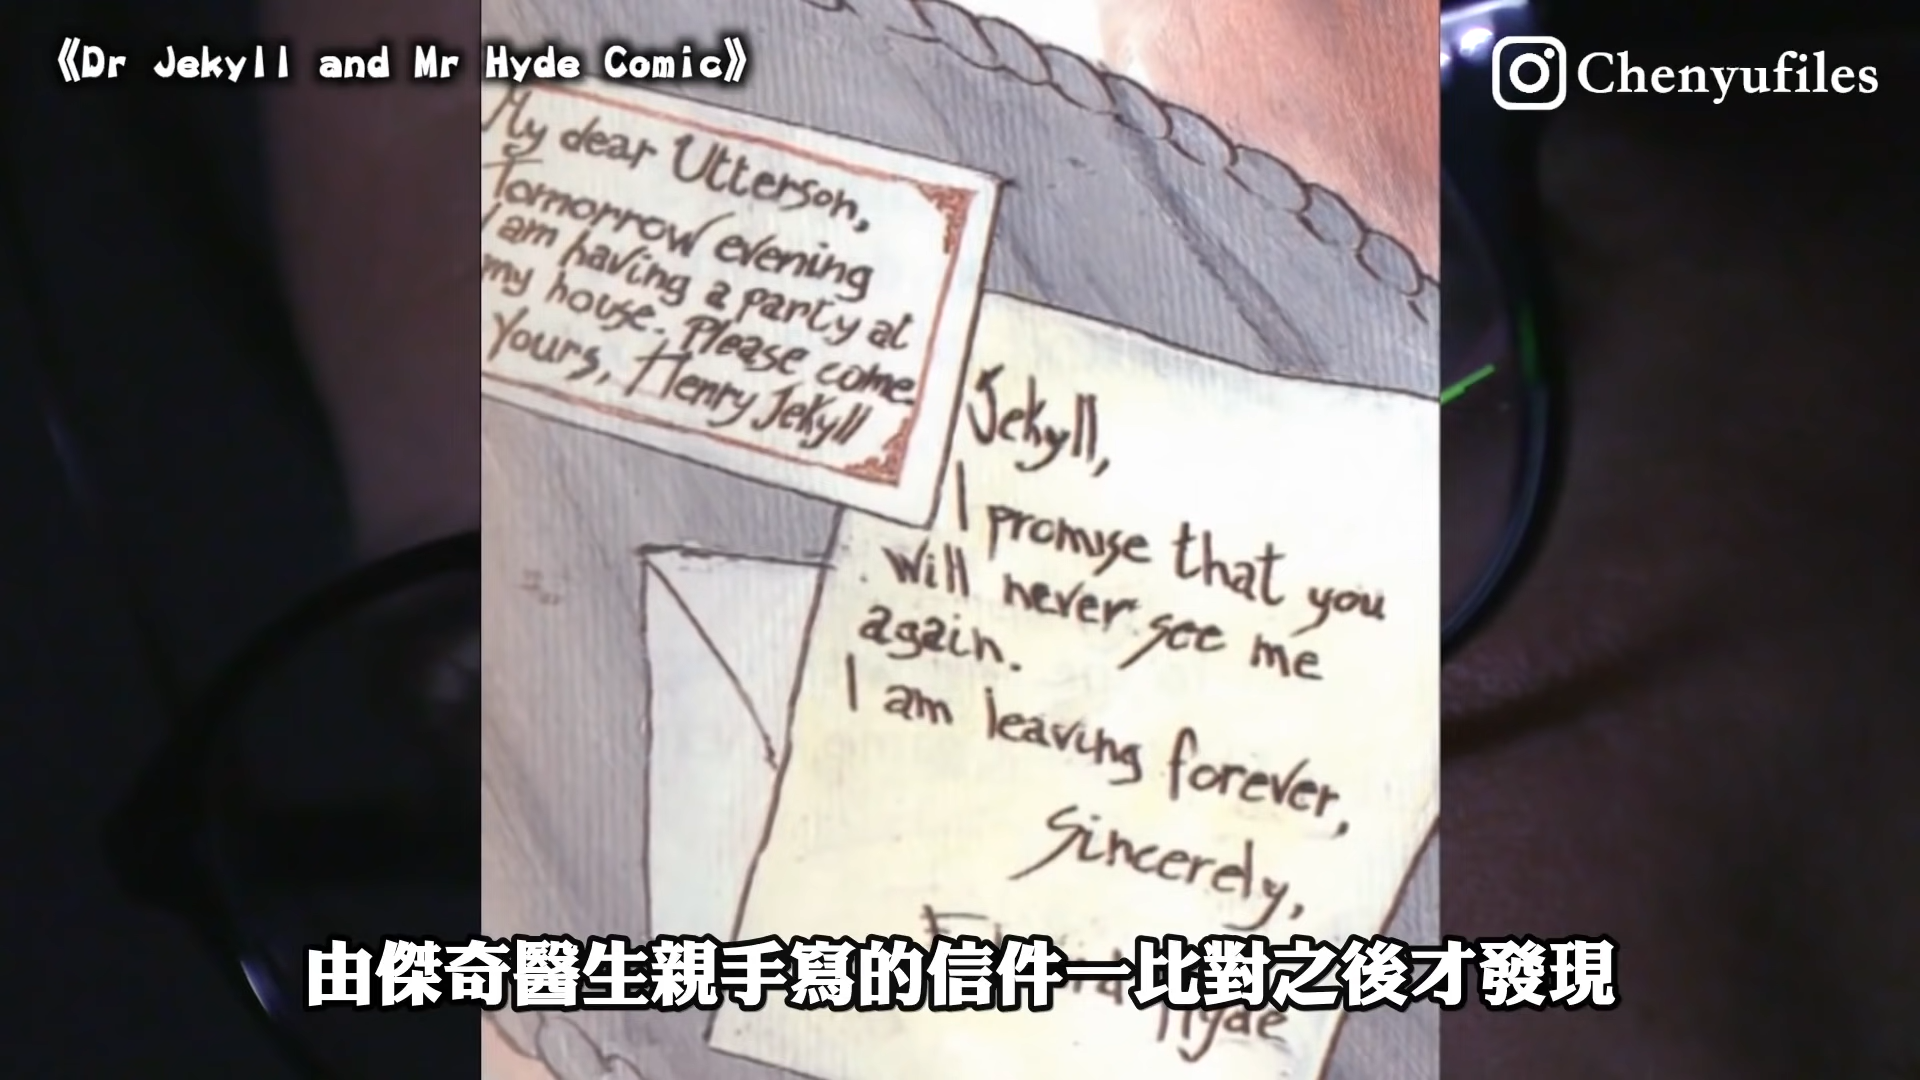 《Dr Jekyll and Mr Hyde Comic》
Chenyufiles
My dear Utterson,
Tomorrow evening
I am having a party at
my house. Please come.
Yours, Henry Jekyll
Jekyll,
I promise that you
will never see me
again.
I am leaving forever,
Sincerely,
Hyde
由傑奇醫生親手寫的信件一比對之後才發現